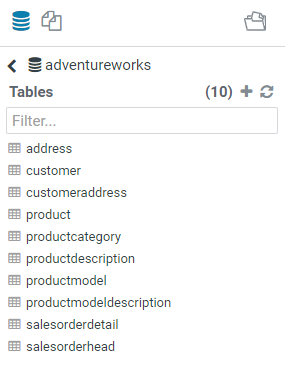 adventureworks
Tables (10)
Filter...
address
customer
customeraddress
product
productcategory
productdescription
productmodel
productmodeldescription
salesorderdetail
salesorderhead